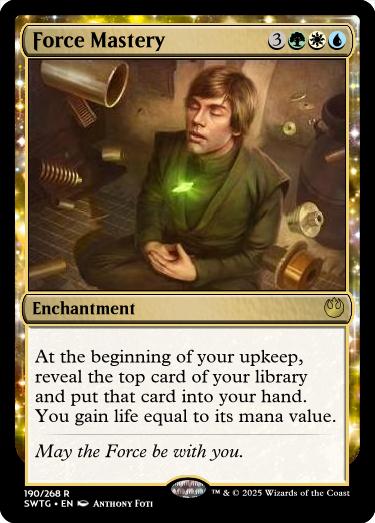 Force Mastery 3
Enchantment
At the beginning of your upkeep,
reveal the top card of your library
and put that card into your hand.
You gain life equal to its mana value.
May the Force be with you.
190/268 R
SWTG • EN Anthony Foti
™ & © 2025 Wizards of the Coast